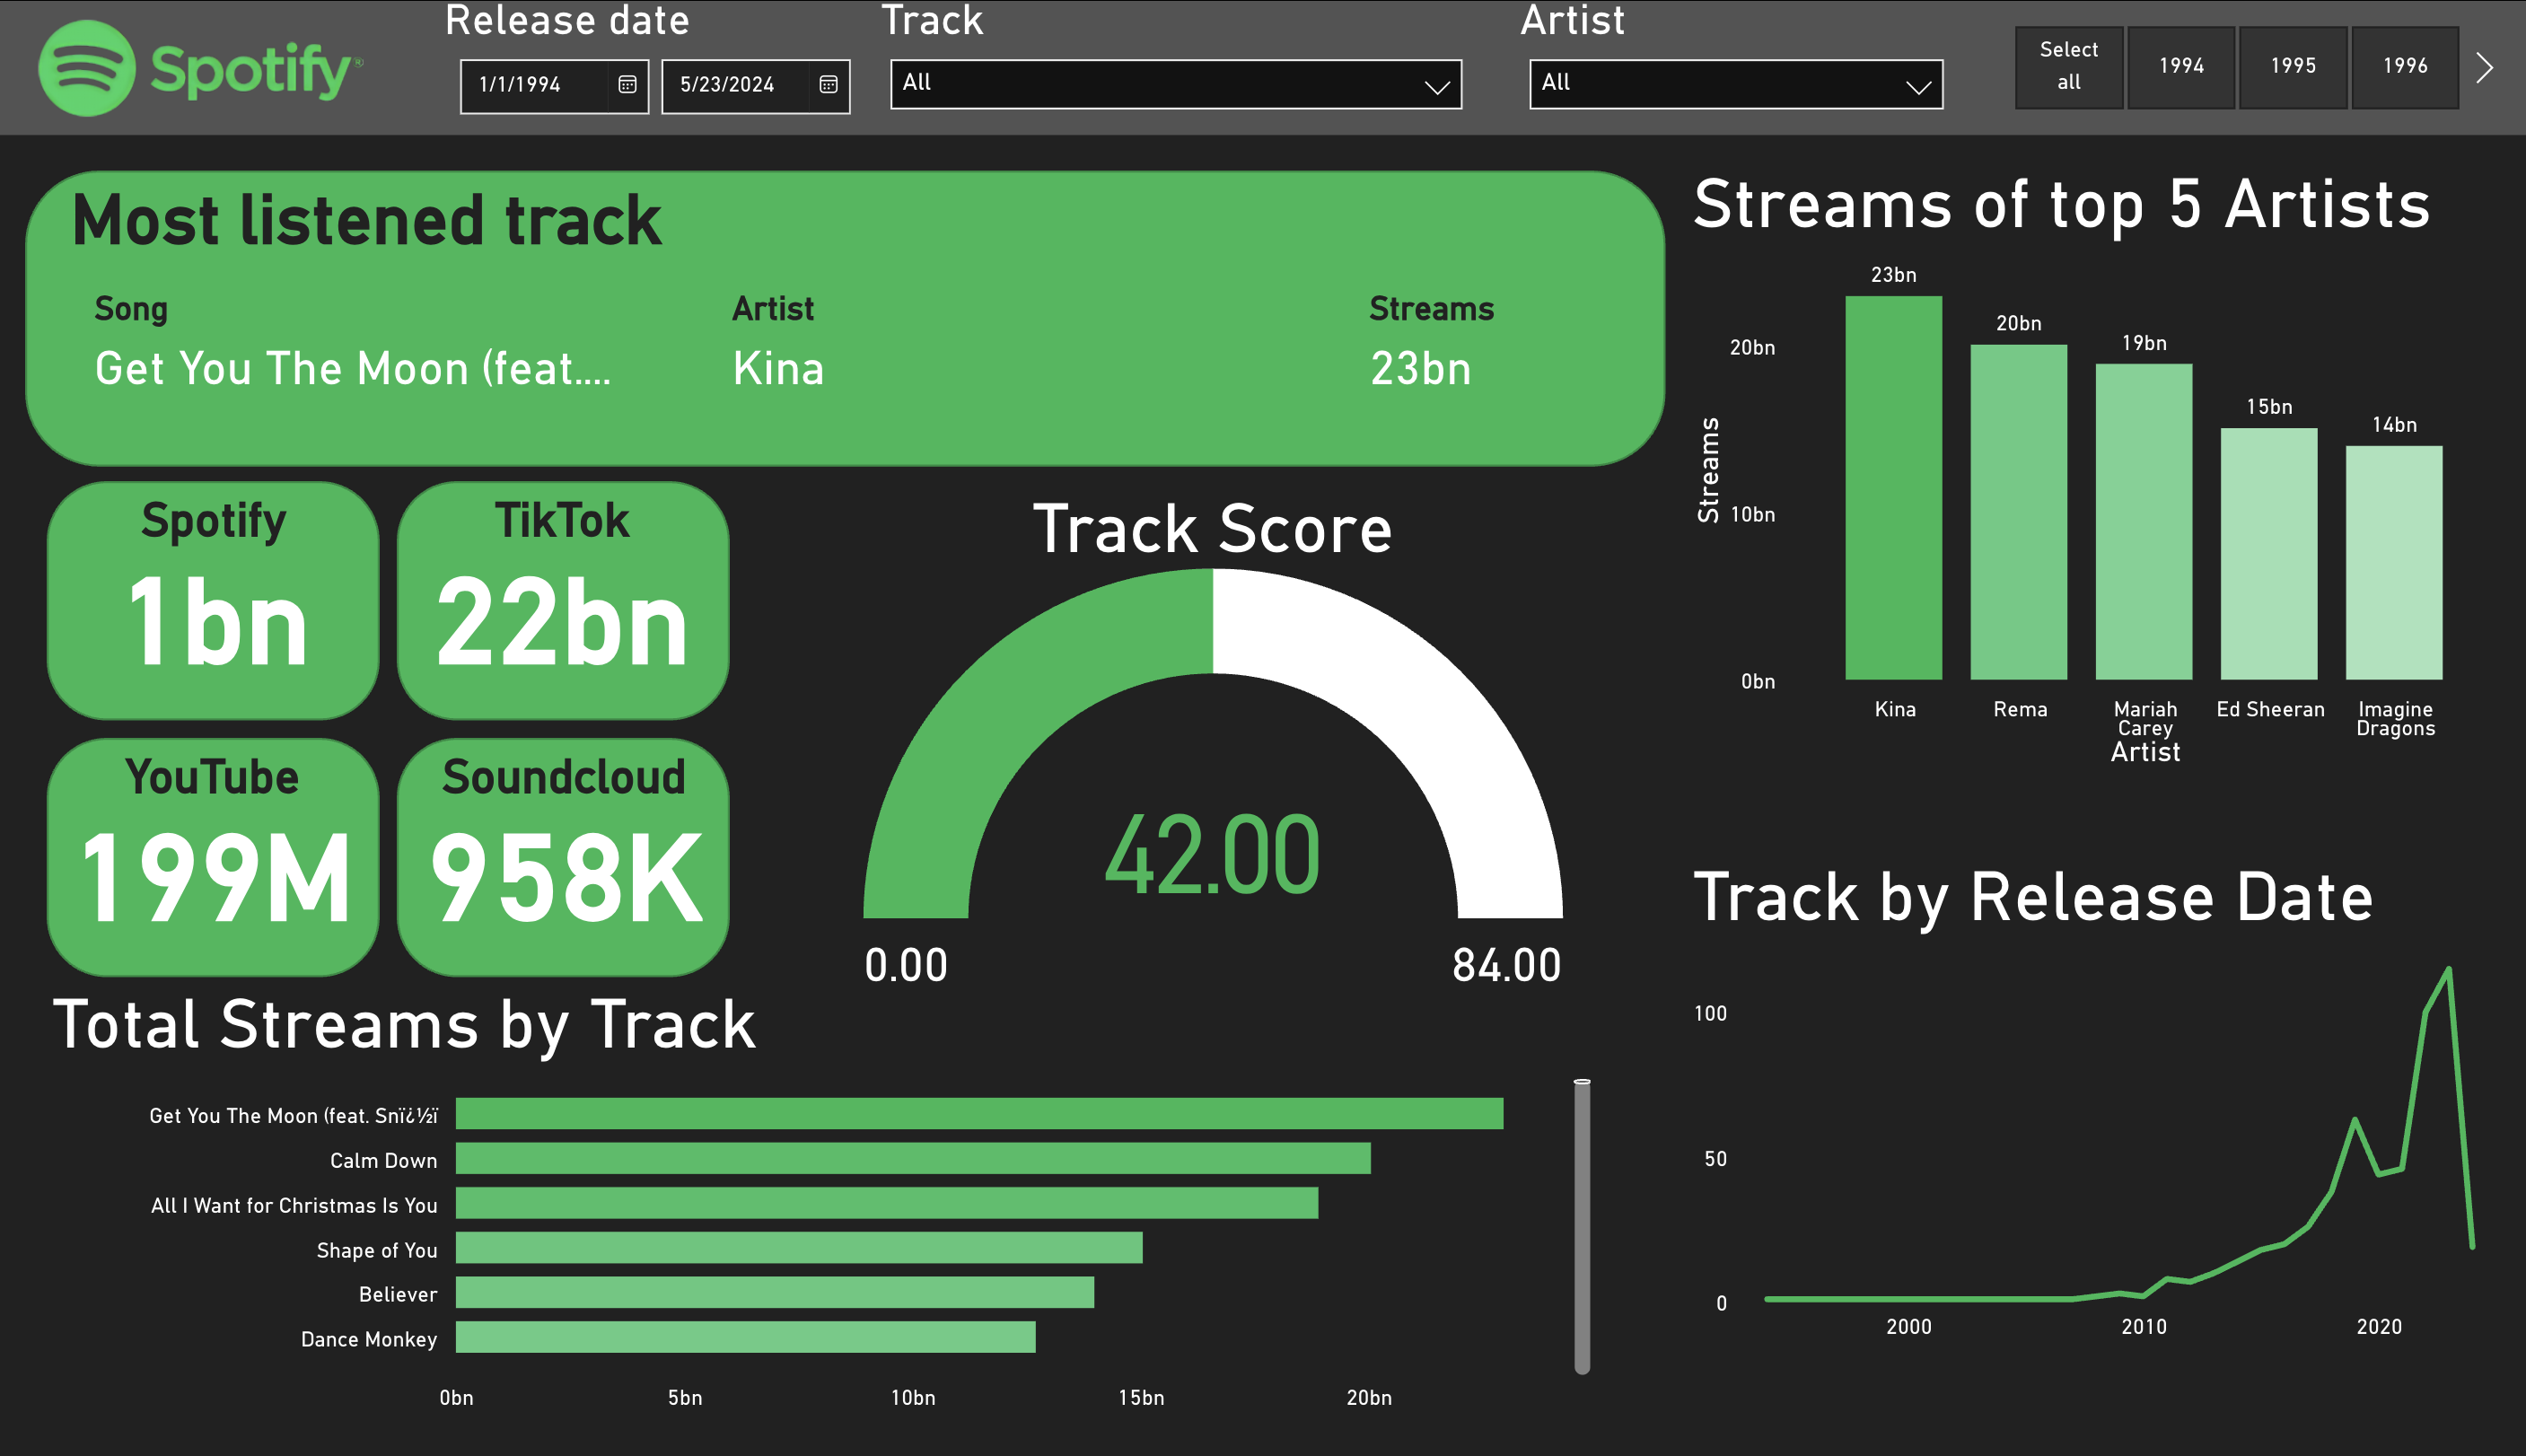 Spotify®
Release date
1/1/1994
5/23/2024
Track
All
Artist
All
Select
all
1994
1995
1996
Most listened track
Song
Artist
Streams
Get You The Moon (feat....
Kina
23bn
Spotify
1bn
TikTok
22bn
YouTube
199M
Soundcloud
958K
Track Score
42.00
0.00
84.00
Streams of top 5 Artists
Streams
20bn
10bn
0bn
23bn
20bn
19bn
15bn
14bn
Kina
Rema
Mariah
Carey
Ed Sheeran
Imagine
Dragons
Artist
Total Streams by Track
Get You The Moon (feat. Snï¿½ï
Calm Down
All I Want for Christmas Is You
Shape of You
Believer
Dance Monkey
0bn
5bn
10bn
15bn
20bn
Track by Release Date
100
50
0
2000
2010
2020